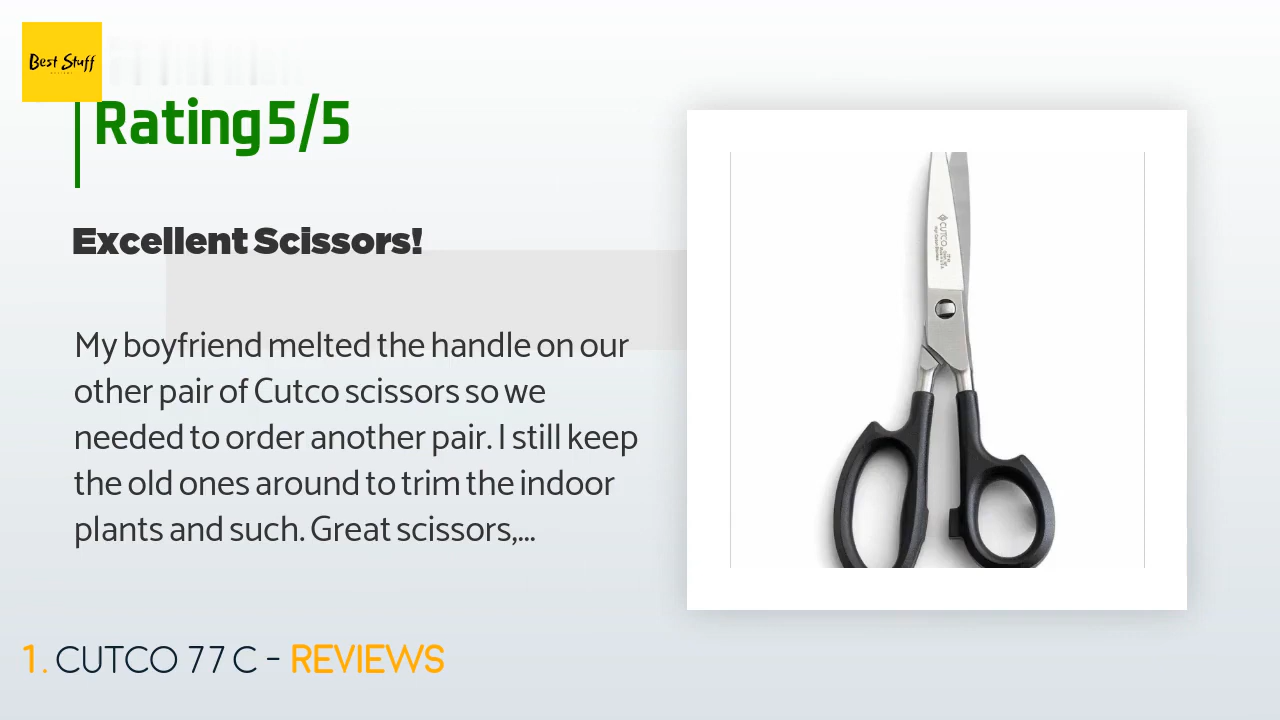 Best Stuff
Rating 5/5
Excellent Scissors!
My boyfriend melted the handle on our
other pair of Cutco scissors so we
needed to order another pair. I still keep
the old ones around to trim the indoor
plants and such. Great scissors,...
CUTCO
1. CUTCO 77 C - REVIEWS